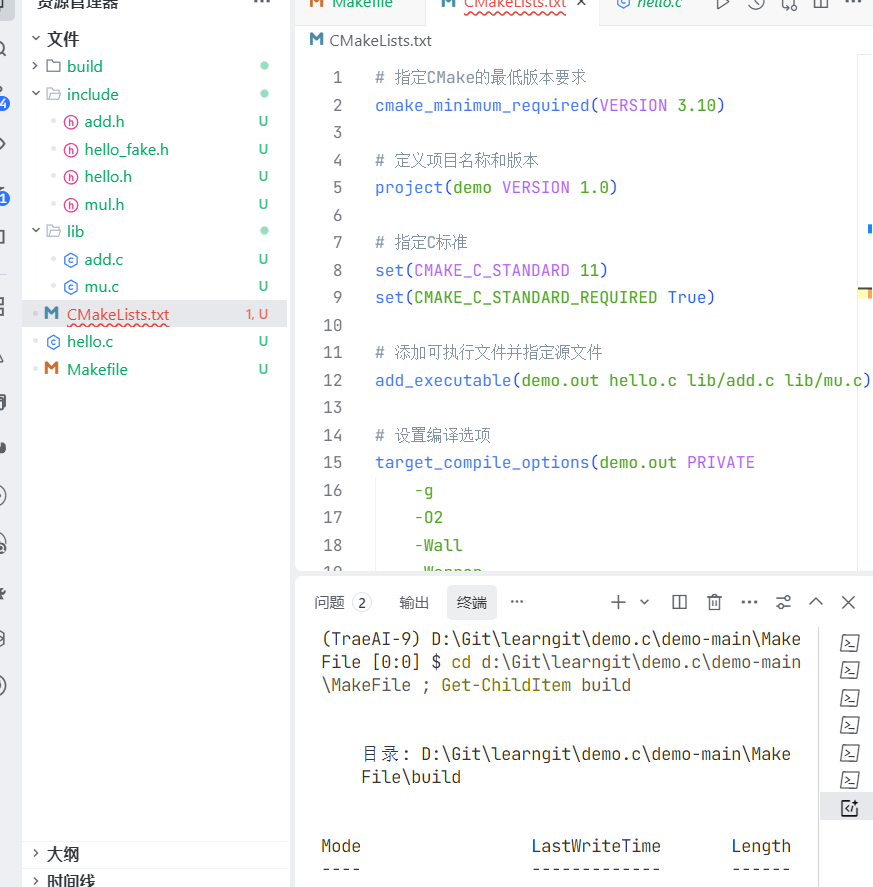 资源管理器 ···
Makefile
CMakeLists.txt ×
hello.c
文件
build
include
add.h U
hello_fake.h U
hello.h U
mul.h U
lib
add.c U
mu.c U
CMakeLists.txt 1, U
hello.c U
Makefile U
大纲
时间线
CMakeLists.txt
1 # 指定CMake的最低版本要求
2 cmake_minimum_required(VERSION 3.10)
3
4 # 定义项目名称和版本
5 project(demo VERSION 1.0)
6
7 # 指定C标准
8 set(CMAKE_C_STANDARD 11)
9 set(CMAKE_C_STANDARD_REQUIRED True)
10
11 # 添加可执行文件并指定源文件
12 add_executable(demo.out hello.c lib/add.c lib/mu.c)
13
14 # 设置编译选项
15 target_compile_options(demo.out PRIVATE
16 -g
17 -O2
18 -Wall
问题 2 输出 终端 ···
(TraeAI-9) D:\Git\learngit\demo.c\demo-main\Make
File [0:0] $ cd d:\Git\learngit\demo.c\demo-main
\MakeFile ; Get-ChildItem build
目录: D:\Git\learngit\demo.c\demo-main\Make
File\build
Mode LastWriteTime Length
---- ------------- ------